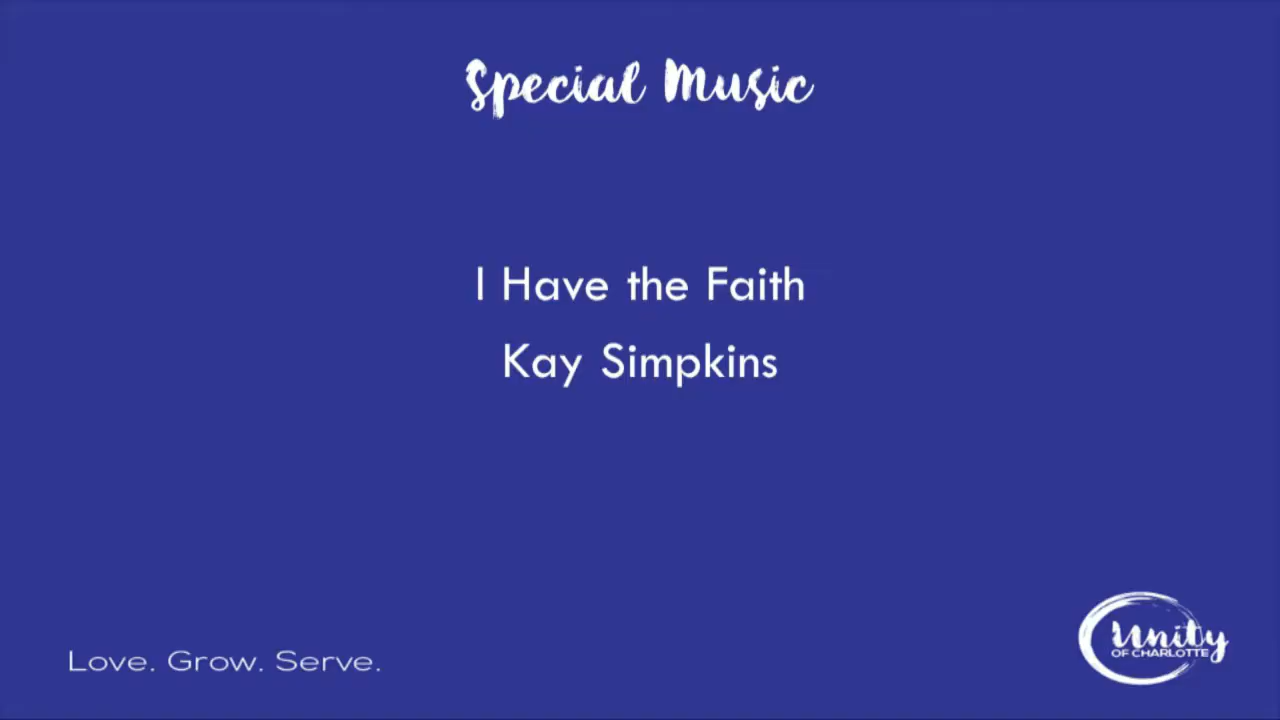 Special Music
I Have the Faith
Kay Simpkins
Love. Grow. Serve.
Unity
OF CHARLOTTE